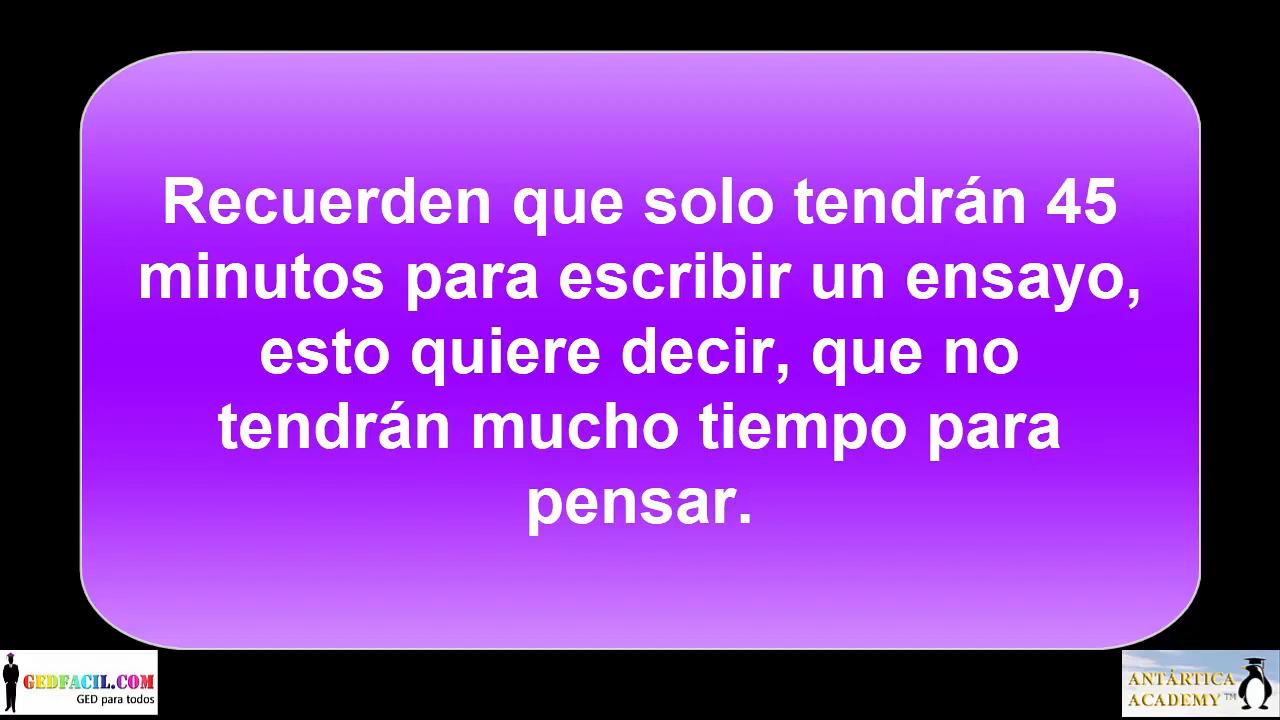 Recuerden que solo tendrán 45
minutos para escribir un ensayo,
esto quiere decir, que no
tendrán mucho tiempo para
pensar.
GEDFACIL.COM
GED para todos
ANTÁRTICA
ACADEMY™